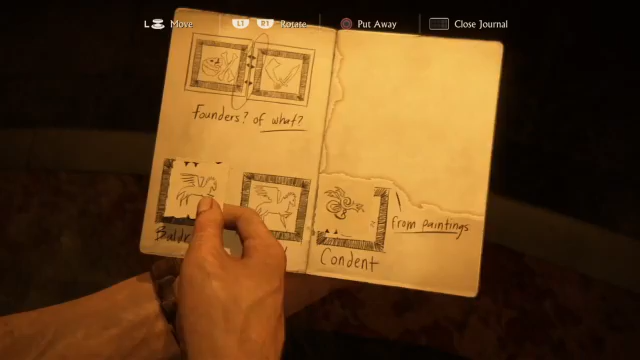 L Move L1 R1 Rotate Put Away Close Journal
Founders? of what?
from paintings
Condent